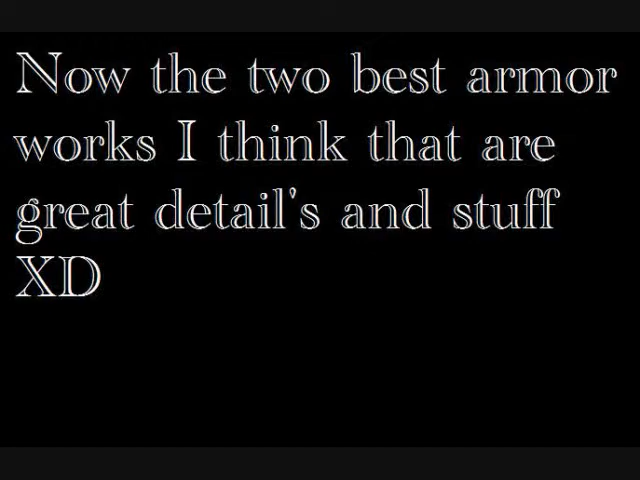 Now the two best armor
works I think that are
great detail's and stuff
XD